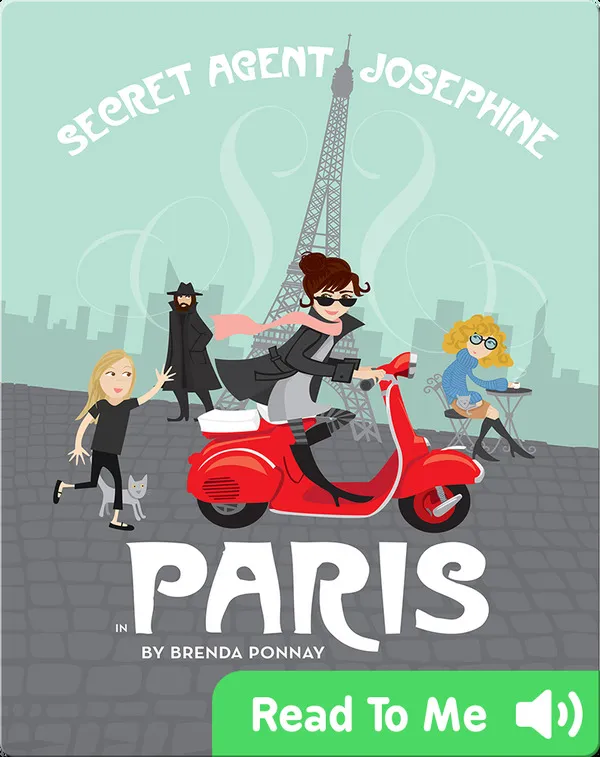 SECRET AGENT JOSEPHINE
IN PARIS
BY BRENDA PONNAY
Read To Me